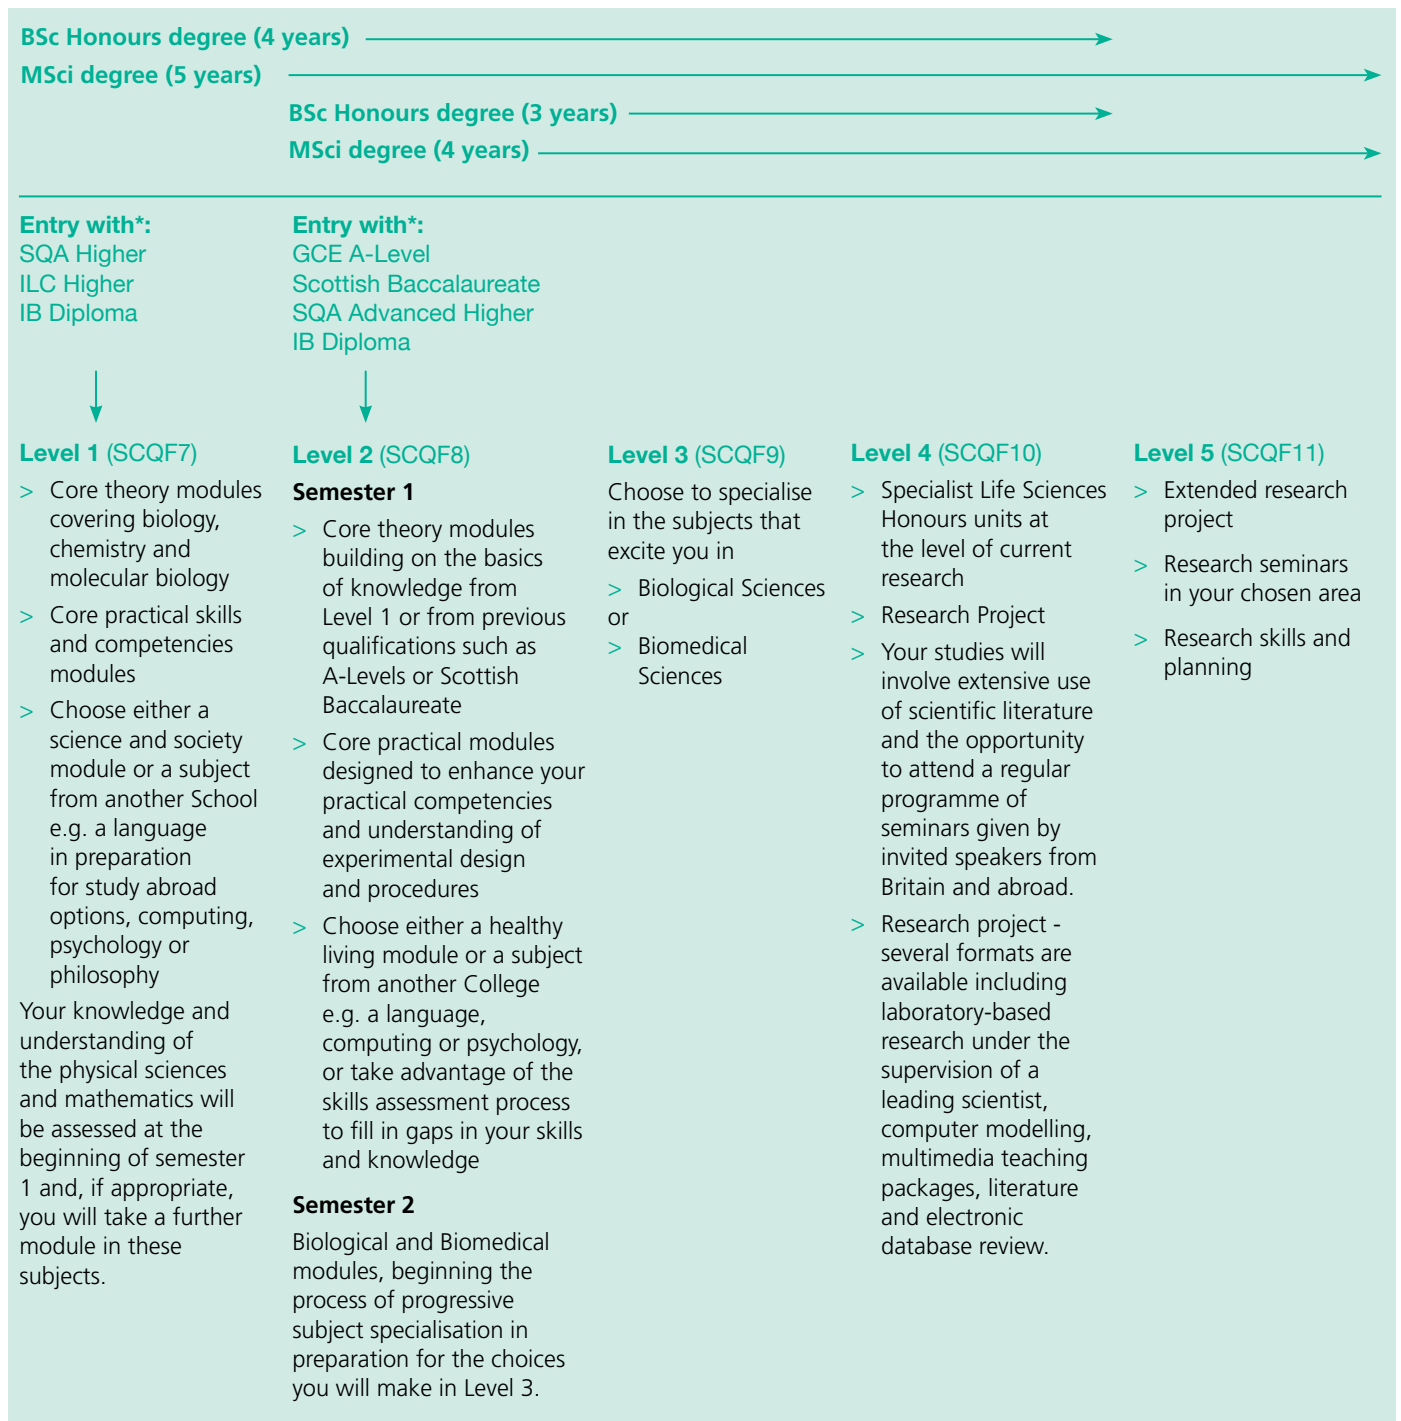 BSc Honours degree (4 years)
MSci degree (5 years)
BSc Honours degree (3 years)
MSci degree (4 years)
Entry with*:
SQA Higher
ILC Higher
IB Diploma
Entry with*:
GCE A-Level
Scottish Baccalaureate
SQA Advanced Higher
IB Diploma
Level 1 (SCQF7)
> Core theory modules
covering biology,
chemistry and
molecular biology
> Core practical skills
and competencies
modules
> Choose either a
science and society
module or a subject
from another School
e.g. a language
in preparation
for study abroad
options, computing,
psychology or
philosophy
Your knowledge and
understanding of
the physical sciences
and mathematics will
be assessed at the
beginning of semester
1 and, if appropriate,
you will take a further
module in these
subjects.
Level 2 (SCQF8)
Semester 1
> Core theory modules
building on the basics
of knowledge from
Level 1 or from previous
qualifications such as
A-Levels or Scottish
Baccalaureate
> Core practical modules
designed to enhance your
practical competencies
and understanding of
experimental design
and procedures
> Choose either a healthy
living module or a subject
from another College
e.g. a language,
computing or psychology,
or take advantage of the
skills assessment process
to fill in gaps in your skills
and knowledge
Semester 2
Biological and Biomedical
modules, beginning the
process of progressive
subject specialisation in
preparation for the choices
you will make in Level 3.
Level 3 (SCQF9)
Choose to specialise
in the subjects that
excite you in
> Biological Sciences
or
> Biomedical
Sciences
Level 4 (SCQF10)
> Specialist Life Sciences
Honours units at
the level of current
research
> Research Project
> Your studies will
involve extensive use
of scientific literature
and the opportunity
to attend a regular
programme of
seminars given by
invited speakers from
Britain and abroad.
> Research project -
several formats are
available including
laboratory-based
research under the
supervision of a
leading scientist,
computer modelling,
multimedia teaching
packages, literature
and electronic
database review.
Level 5 (SCQF11)
> Extended research
project
> Research seminars
in your chosen area
> Research skills and
planning